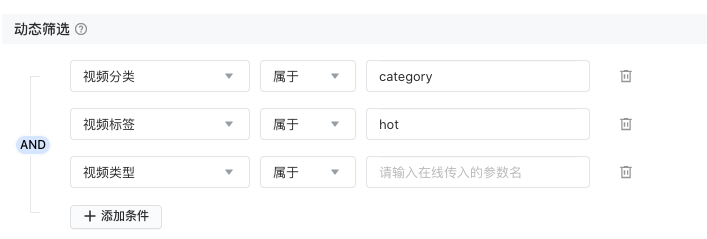 动态筛选 ?
视频分类 属于 category
视频标签 属于 hot
AND
视频类型 属于 请输入在线传入的参数名
+ 添加条件